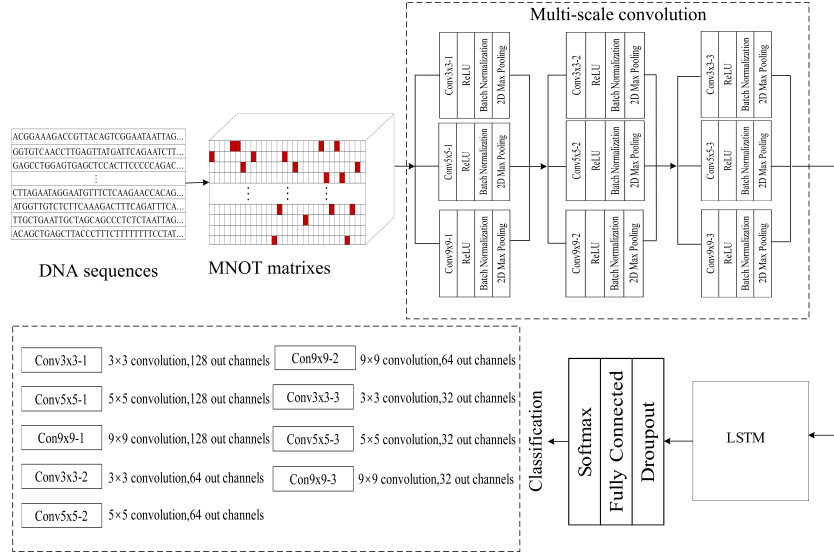 Multi-scale convolution
Conv3x3-1
ReLU
Batch Normalization
2D Max Pooling
Conv3x3-2
ReLU
Batch Normalization
2D Max Pooling
Conv3x3-3
ReLU
Batch Normalization
2D Max Pooling
Conv5x5-1
ReLU
Batch Normalization
2D Max Pooling
Conv5x5-2
ReLU
Batch Normalization
2D Max Pooling
Conv5x5-3
ReLU
Batch Normalization
2D Max Pooling
Conv9x9-1
ReLU
Batch Normalization
2D Max Pooling
Conv9x9-2
ReLU
Batch Normalization
2D Max Pooling
Conv9x9-3
ReLU
Batch Normalization
2D Max Pooling
ACGGAAAGACCGTTACAGTCGGAATAATTAG...
GGTGTCAACCTTGAGTTATGATTCAGAATCTT...
GAGCCTGGAGTGAGCTCCACTTCCCCCAGAC...
⋮
CTTAGAATAGGAATGTTTCTCAAGAACCACAG...
ATGGTTGTCTCTTCAAAGACTTTCAGATTTCA...
TTGCTGAATTGCTAGCAGCCCTCTCTAATTAG...
ACAGCTGAGCTTACCCTTTCTTTTTTTTCCTAT...
DNA sequences
MNOT matrixes
Conv3x3-1 3×3 convolution,128 out channels
Con9x9-2 9×9 convolution,64 out channels
Conv5x5-1 5×5 convolution,128 out channels
Conv3x3-3 3×3 convolution,32 out channels
Con9x9-1 9×9 convolution,128 out channels
Conv5x5-3 5×5 convolution,32 out channels
Conv3x3-2 3×3 convolution,64 out channels
Con9x9-3 9×9 convolution,32 out channels
Conv5x5-2 5×5 convolution,64 out channels
Classification
Softmax
Fully Connected
Droupout
LSTM